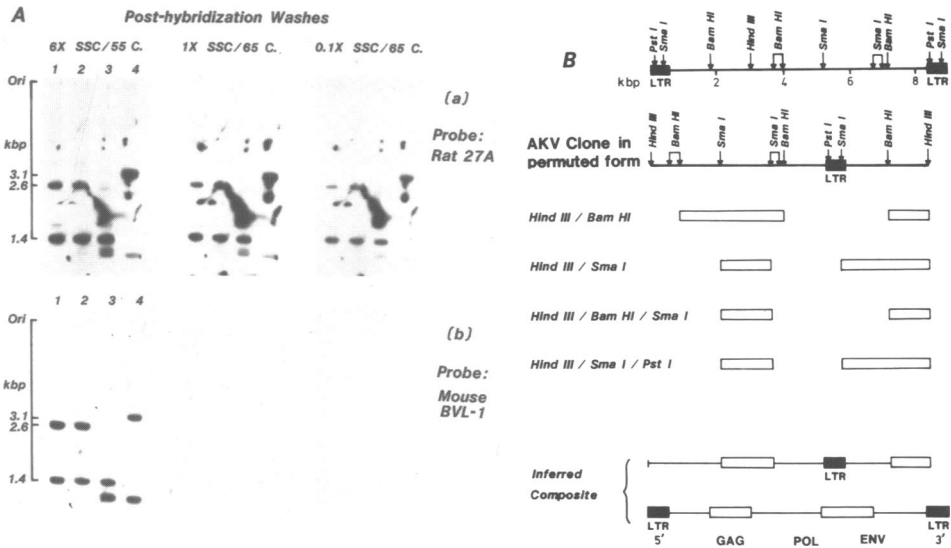 A
Post-hybridization Washes
6X SSC/55 C.
1X SSC/65 C.
0.1X SSC/65 C.
1 2 3 4
Ori
kbp
3.1
2.6
1.4
(a)
Probe:
Rat 27A
1 2 3 4
Ori
kbp
3.1
2.6
1.4
(b)
Probe:
Mouse
BVL-1
B
Pst I
Sma I
Bam HI
Hind III
Bam HI
Sma I
Sma I
Bam HI
Pst I
Sma I
LTR
LTR
kbp 2 4 6 8
AKV Clone in
permuted form
Hind III
Bam HI
Sma I
Sma I
Bam HI
Pst I
Sma I
Bam HI
Hind III
LTR
Hind III / Bam HI
Hind III / Sma I
Hind III / Bam HI / Sma I
Hind III / Sma I / Pst I
Inferred
Composite
LTR
LTR
LTR
5' GAG POL ENV 3'